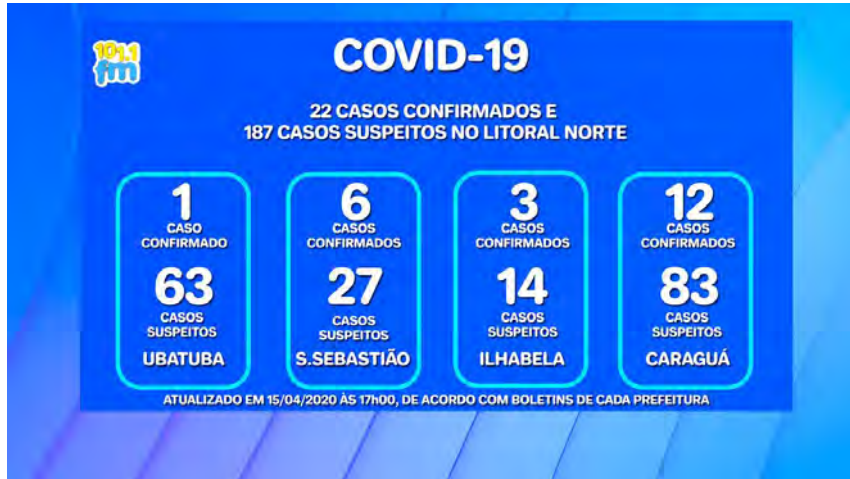 101.1
fm
COVID-19
22 CASOS CONFIRMADOS E
187 CASOS SUSPEITOS NO LITORAL NORTE
1
CASO
CONFIRMADO
63
CASOS
SUSPEITOS
UBATUBA
6
CASOS
CONFIRMADOS
27
CASOS
SUSPEITOS
S.SEBASTIÃO
3
CASOS
CONFIRMADOS
14
CASOS
SUSPEITOS
ILHABELA
12
CASOS
CONFIRMADOS
83
CASOS
SUSPEITOS
CARAGUÁ
ATUALIZADO EM 15/04/2020 ÀS 17h00, DE ACORDO COM BOLETINS DE CADA PREFEITURA